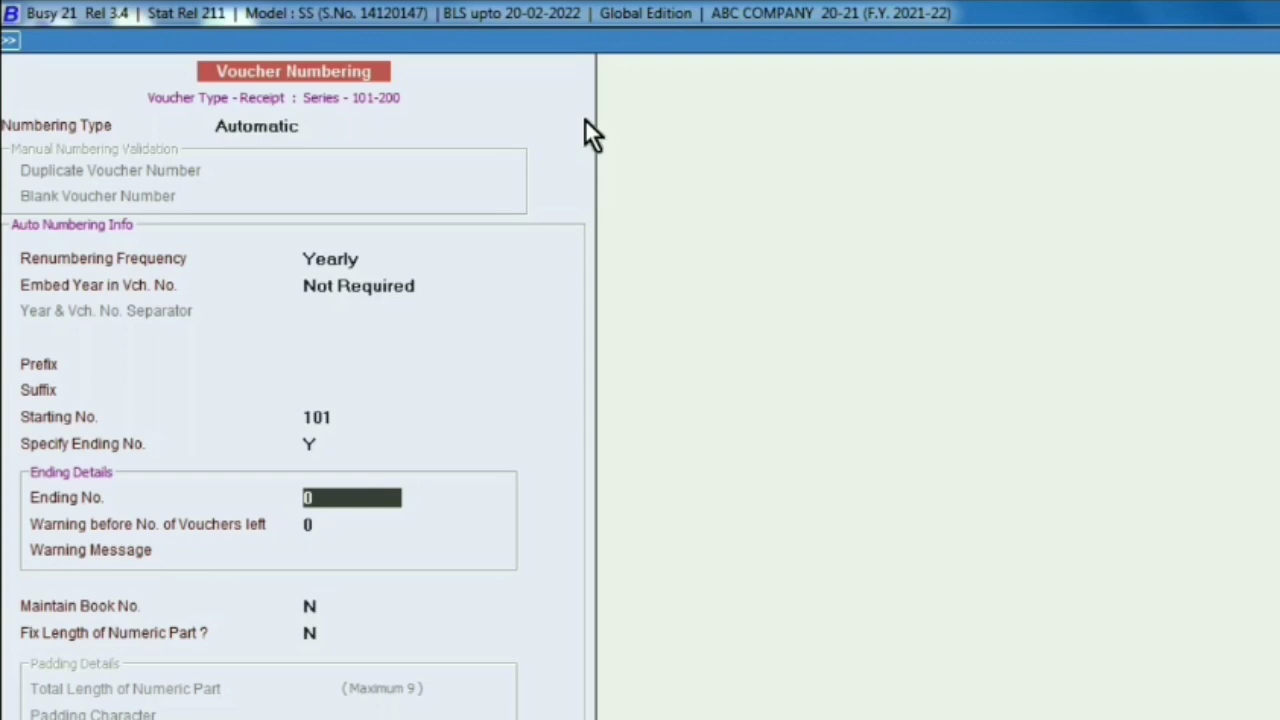 B Busy 21 Rel 3.4 | Stat Rel 211 | Model : SS (S.No. 14120147) | BLS upto 20-02-2022 | Global Edition | ABC COMPANY 20-21 (F.Y. 2021-22)
>>
Voucher Numbering
Voucher Type - Receipt : Series - 101-200
Numbering Type Automatic
Manual Numbering Validation
Duplicate Voucher Number
Blank Voucher Number
Auto Numbering Info
Renumbering Frequency Yearly
Embed Year in Vch. No. Not Required
Year & Vch. No. Separator
Prefix
Suffix
Starting No. 101
Specify Ending No. Y
Ending Details
Ending No. 0
Warning before No. of Vouchers left 0
Warning Message
Maintain Book No. N
Fix Length of Numeric Part ? N
Padding Details
Total Length of Numeric Part (Maximum 9)
Padding Character